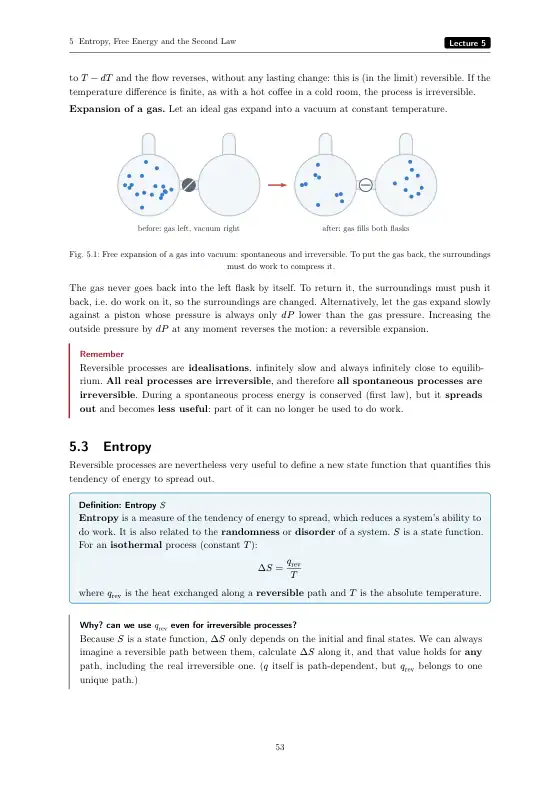 5 Entropy, Free Energy and the Second Law
Lecture 5
to T − dT and the flow reverses, without any lasting change: this is (in the limit) reversible. If the
temperature difference is finite, as with a hot coffee in a cold room, the process is irreversible.
Expansion of a gas. Let an ideal gas expand into a vacuum at constant temperature.
before: gas left, vacuum right
after: gas fills both flasks
Fig. 5.1: Free expansion of a gas into vacuum: spontaneous and irreversible. To put the gas back, the surroundings
must do work to compress it.
The gas never goes back into the left flask by itself. To return it, the surroundings must push it
back, i.e. do work on it, so the surroundings are changed. Alternatively, let the gas expand slowly
against a piston whose pressure is always only dP lower than the gas pressure. Increasing the
outside pressure by dP at any moment reverses the motion: a reversible expansion.
Remember
Reversible processes are idealisations, infinitely slow and always infinitely close to equilib-
rium. All real processes are irreversible, and therefore all spontaneous processes are
irreversible. During a spontaneous process energy is conserved (first law), but it spreads
out and becomes less useful: part of it can no longer be used to do work.
5.3 Entropy
Reversible processes are nevertheless very useful to define a new state function that quantifies this
tendency of energy to spread out.
Definition: Entropy S
Entropy is a measure of the tendency of energy to spread, which reduces a system's ability to
do work. It is also related to the randomness or disorder of a system. S is a state function.
For an isothermal process (constant T):
ΔS = q_rev / T
where q_rev is the heat exchanged along a reversible path and T is the absolute temperature.
Why? can we use q_rev even for irreversible processes?
Because S is a state function, ΔS only depends on the initial and final states. We can always
imagine a reversible path between them, calculate ΔS along it, and that value holds for any
path, including the real irreversible one. (q itself is path-dependent, but q_rev belongs to one
unique path.)
53